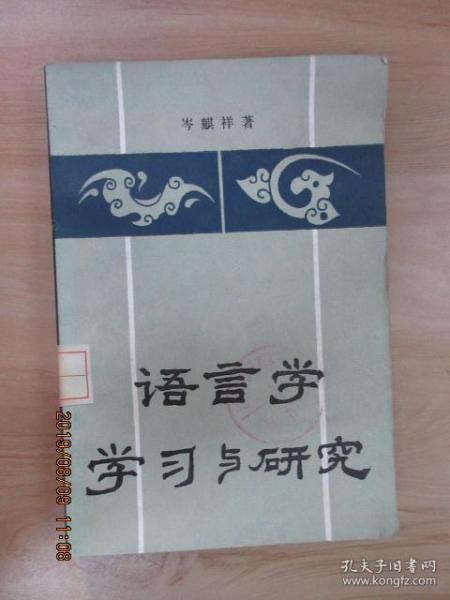 岑麒祥著
语言学
学习与研究
2019/08/09 11:08
孔夫子旧书网
www.kongfz.com